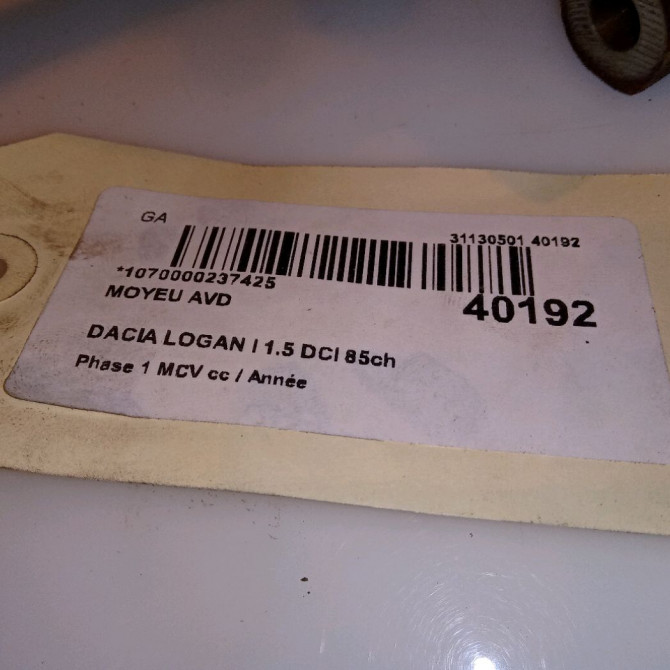 GA
31130501 40192
*1070000237425
40192
MOYEU AVD
DACIA LOGAN I 1.5 DCI 85ch
Phase 1 MCV cc / Année